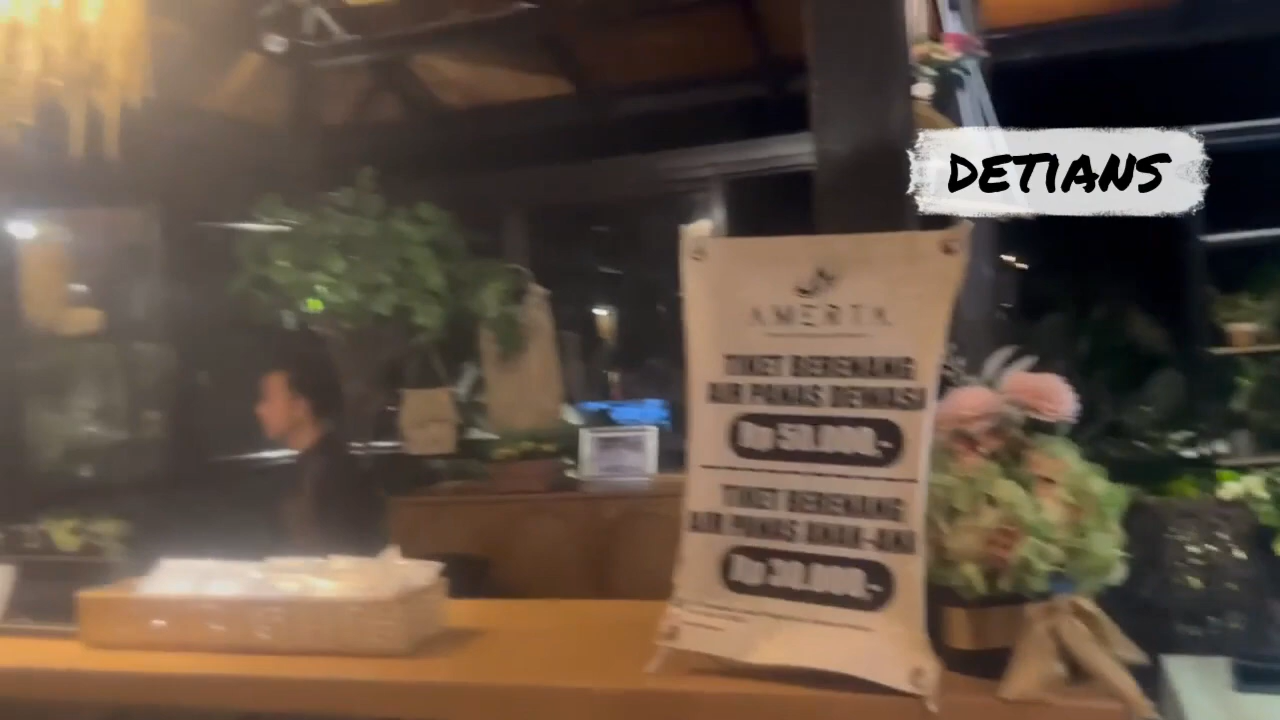 DETIANS
AMERTA
TIKET BERENANG
AIR PANAS DEWASA
Rp 50.000,-
TIKET BERENANG
AIR PANAS ANAK-ANAK
Rp 30.000,-